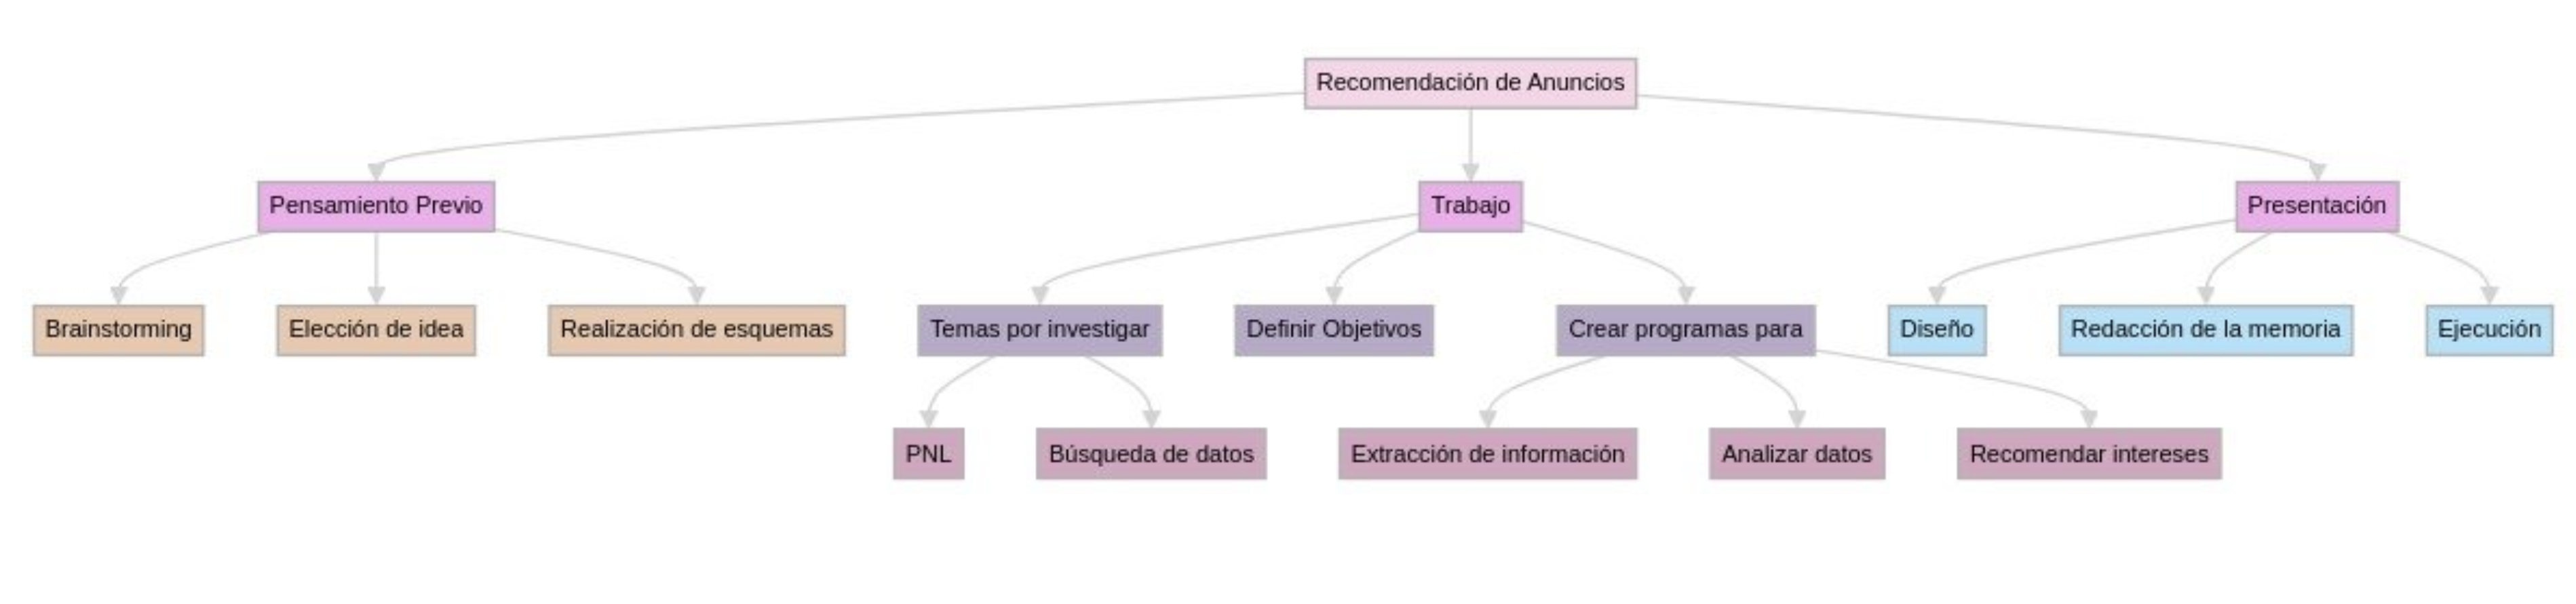 Recomendación de Anuncios
Pensamiento Previo
Trabajo
Presentación
Brainstorming
Elección de idea
Realización de esquemas
Temas por investigar
Definir Objetivos
Crear programas para
Diseño
Redacción de la memoria
Ejecución
PNL
Búsqueda de datos
Extracción de información
Analizar datos
Recomendar intereses